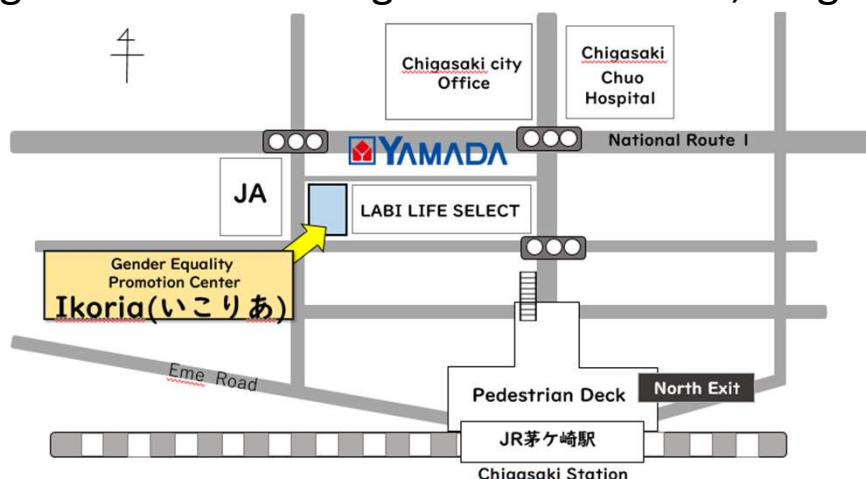 4
Chigasaki city
Office
Chigasaki
Chuo
Hospital
YAMADA
National Route I
JA
LABI LIFE SELECT
Gender Equality
Promotion Center
Ikoria(いこりあ)
Eme Road
Pedestrian Deck
North Exit
JR茅ケ崎駅
Chigasaki Station